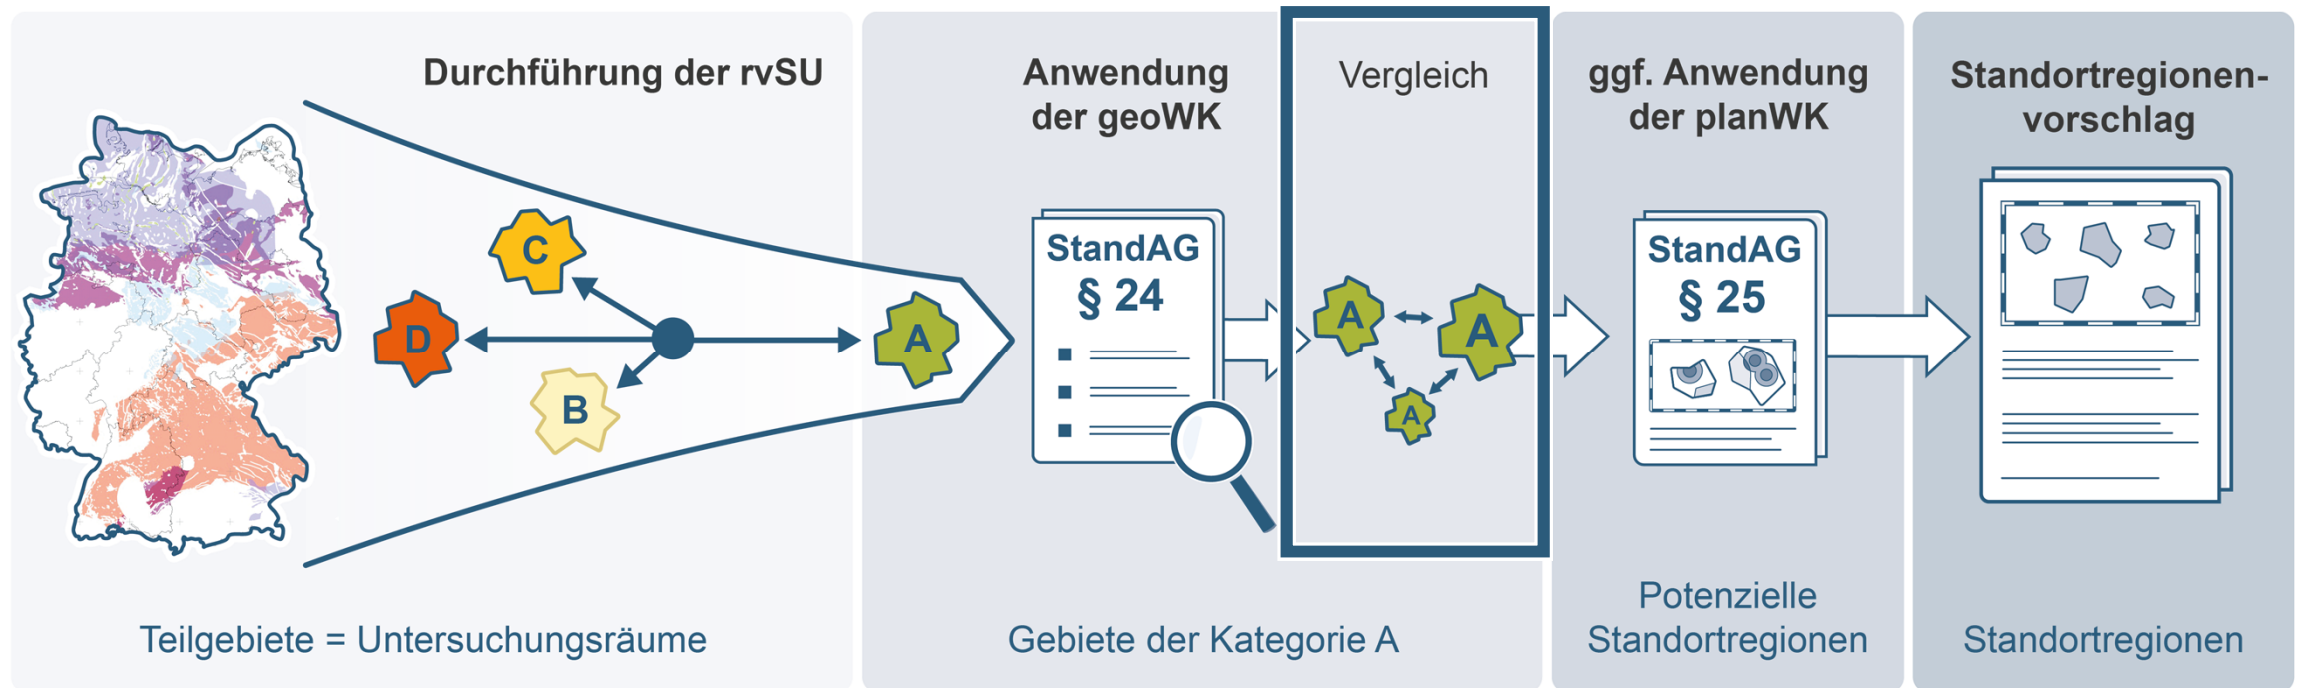 Durchführung der rvSU
C
D
B
A
Teilgebiete = Untersuchungsräume
Anwendung
der geoWK
StandAG
§ 24
Vergleich
A
A
A
Gebiete der Kategorie A
ggf. Anwendung
der planWK
StandAG
§ 25
Potenzielle
Standortregionen
Standortregionen-
vorschlag
Standortregionen